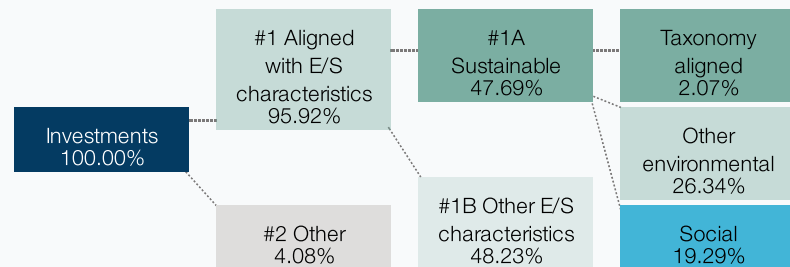 Investments
100.00%
#1 Aligned
with E/S
characteristics
95.92%
#2 Other
4.08%
#1A
Sustainable
47.69%
#1B Other E/S
characteristics
48.23%
Taxonomy
aligned
2.07%
Other
environmental
26.34%
Social
19.29%